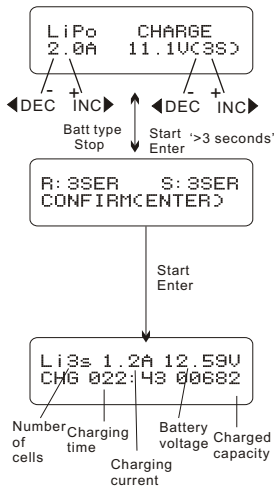 LiPo CHARGE
2.0A 11.1V(3S)
- + - +
◀DEC INC▶ ◀DEC INC▶
Batt type
Stop
Start
Enter
'>3 seconds'
R:3SER S:3SER
CONFIRM(ENTER)
Start
Enter
Li3s 1.2A 12.59V
CHG 022:43 00682
Number
of
cells
Charging
time
Charging
current
Battery
voltage
Charged
capacity